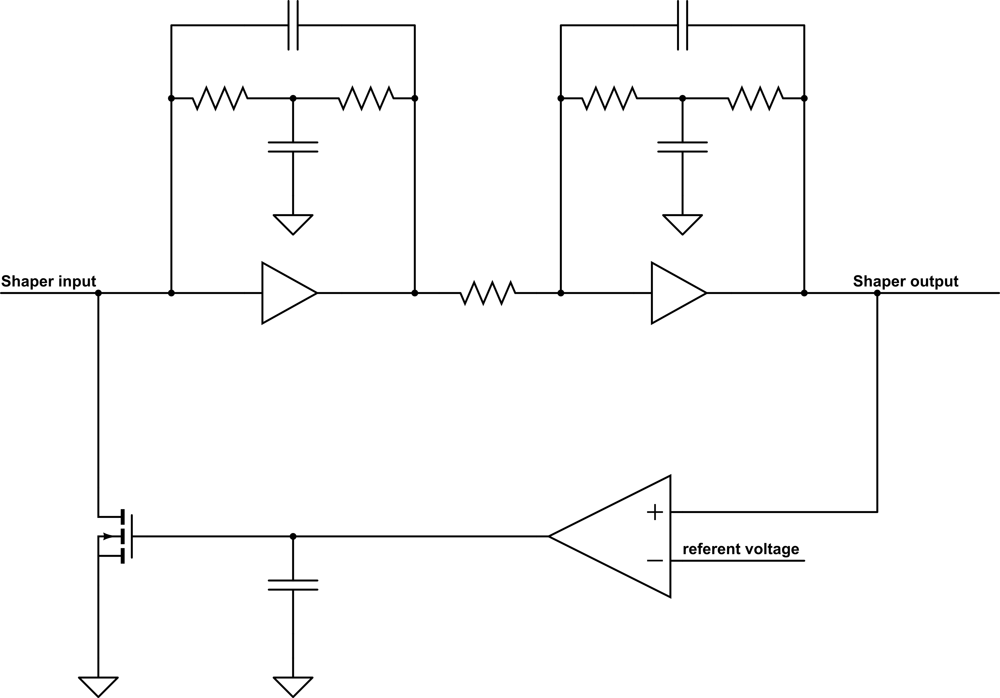 Shaper input
Shaper output
+
referent voltage
−